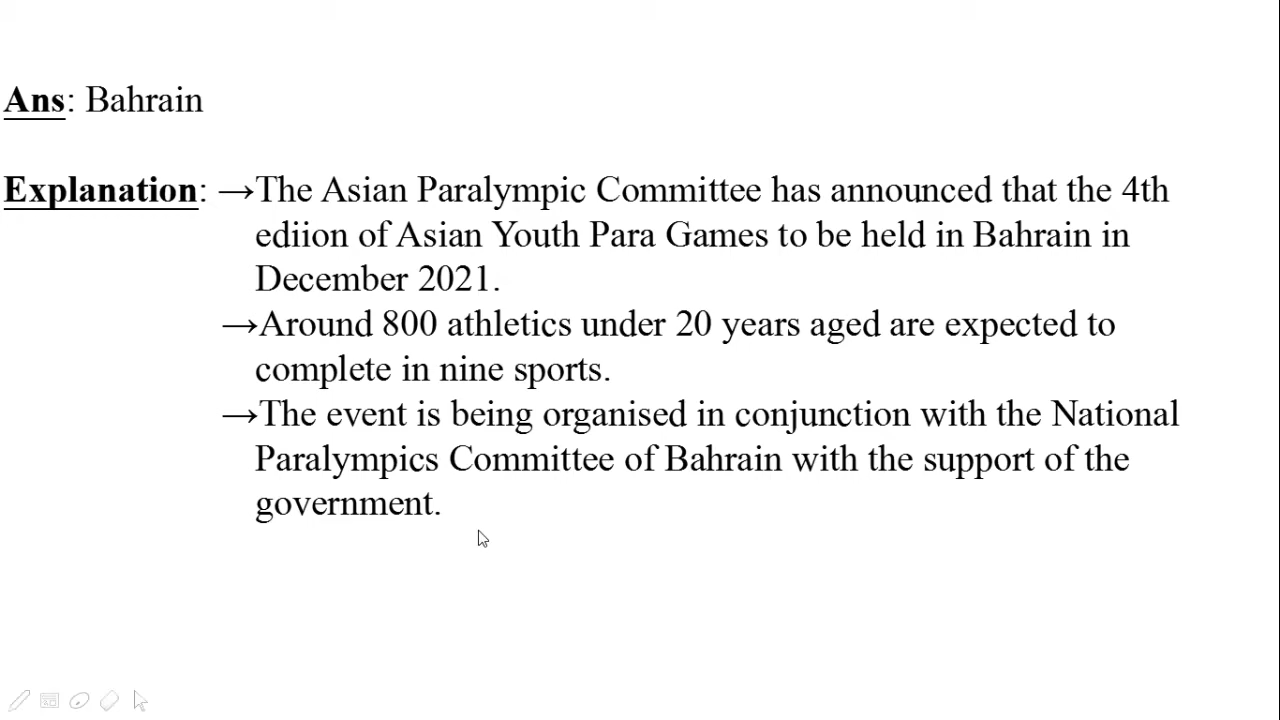 Ans: Bahrain
Explanation: →The Asian Paralympic Committee has announced that the 4th
ediion of Asian Youth Para Games to be held in Bahrain in
December 2021.
→Around 800 athletics under 20 years aged are expected to
complete in nine sports.
→The event is being organised in conjunction with the National
Paralympics Committee of Bahrain with the support of the
government.